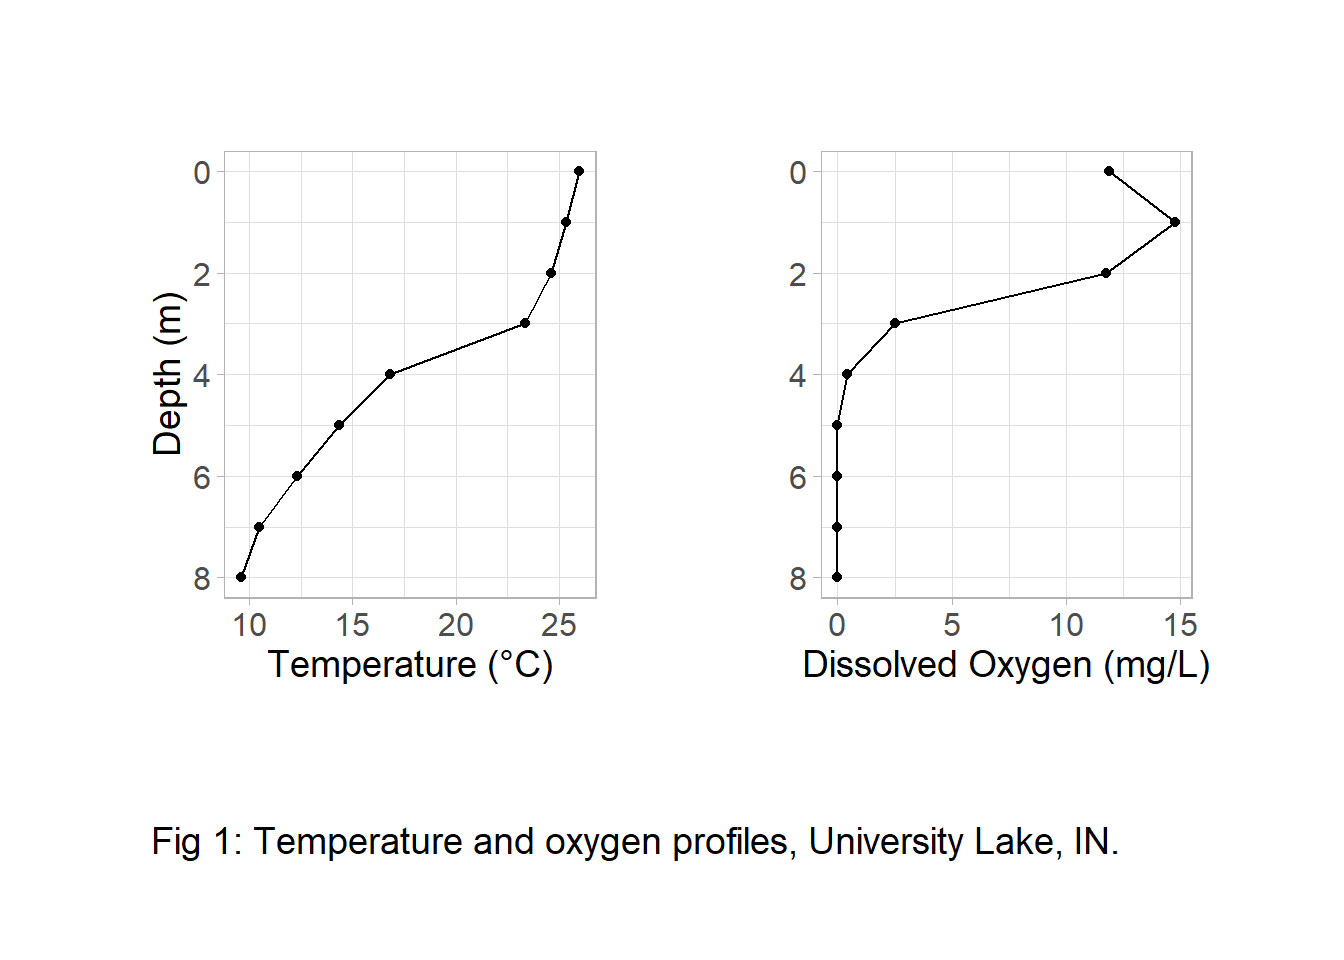 0
2
4
6
8
Depth (m)
10 15 20 25
Temperature (°C)
0
2
4
6
8
0 5 10 15
Dissolved Oxygen (mg/L)
Fig 1: Temperature and oxygen profiles, University Lake, IN.